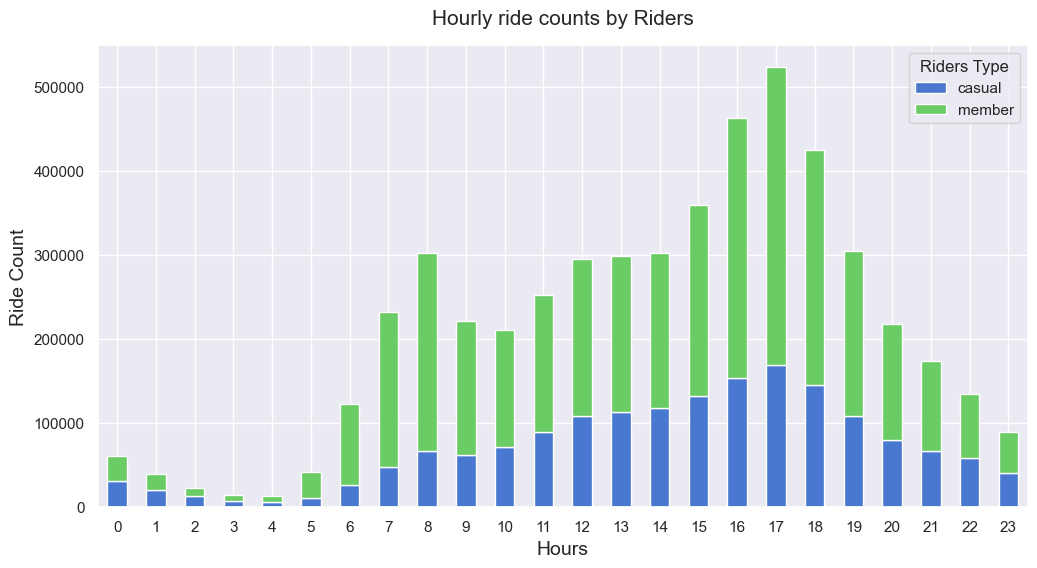 Hourly ride counts by Riders
Riders Type
casual
member
Ride Count
500000
400000
300000
200000
100000
0
0 1 2 3 4 5 6 7 8 9 10 11 12 13 14 15 16 17 18 19 20 21 22 23
Hours